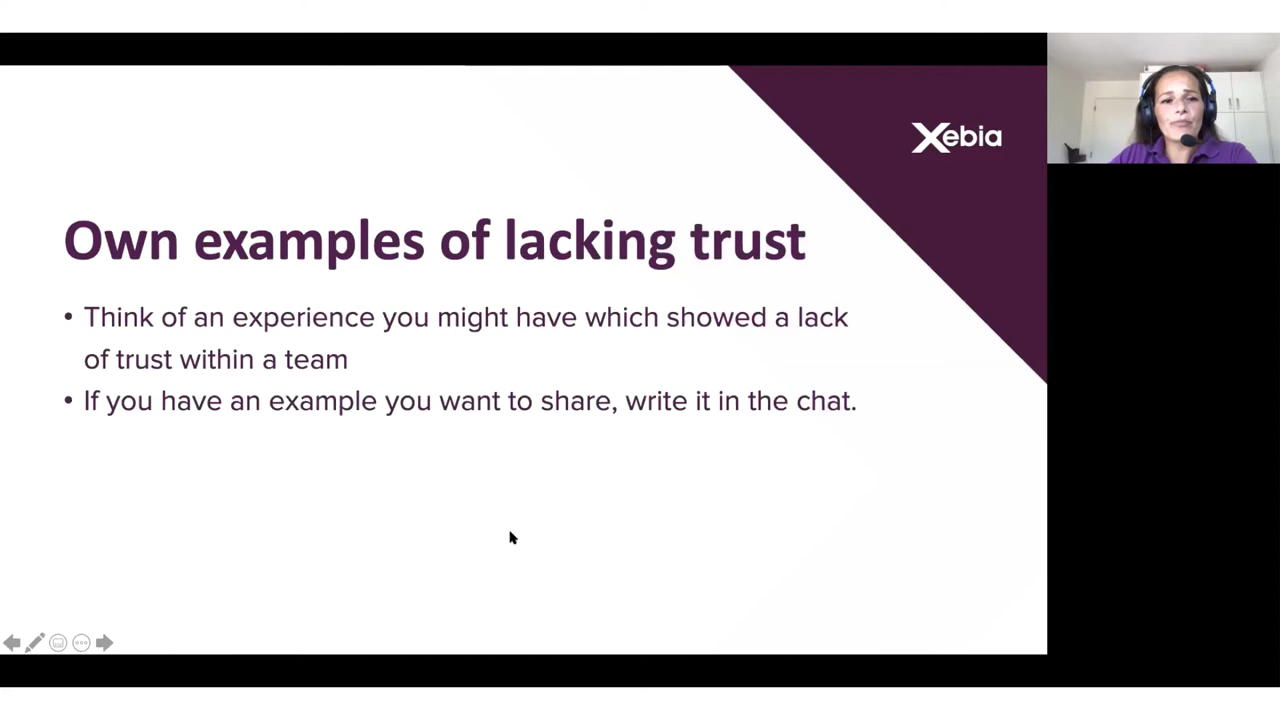 Xebia
Own examples of lacking trust
• Think of an experience you might have which showed a lack
of trust within a team
• If you have an example you want to share, write it in the chat.